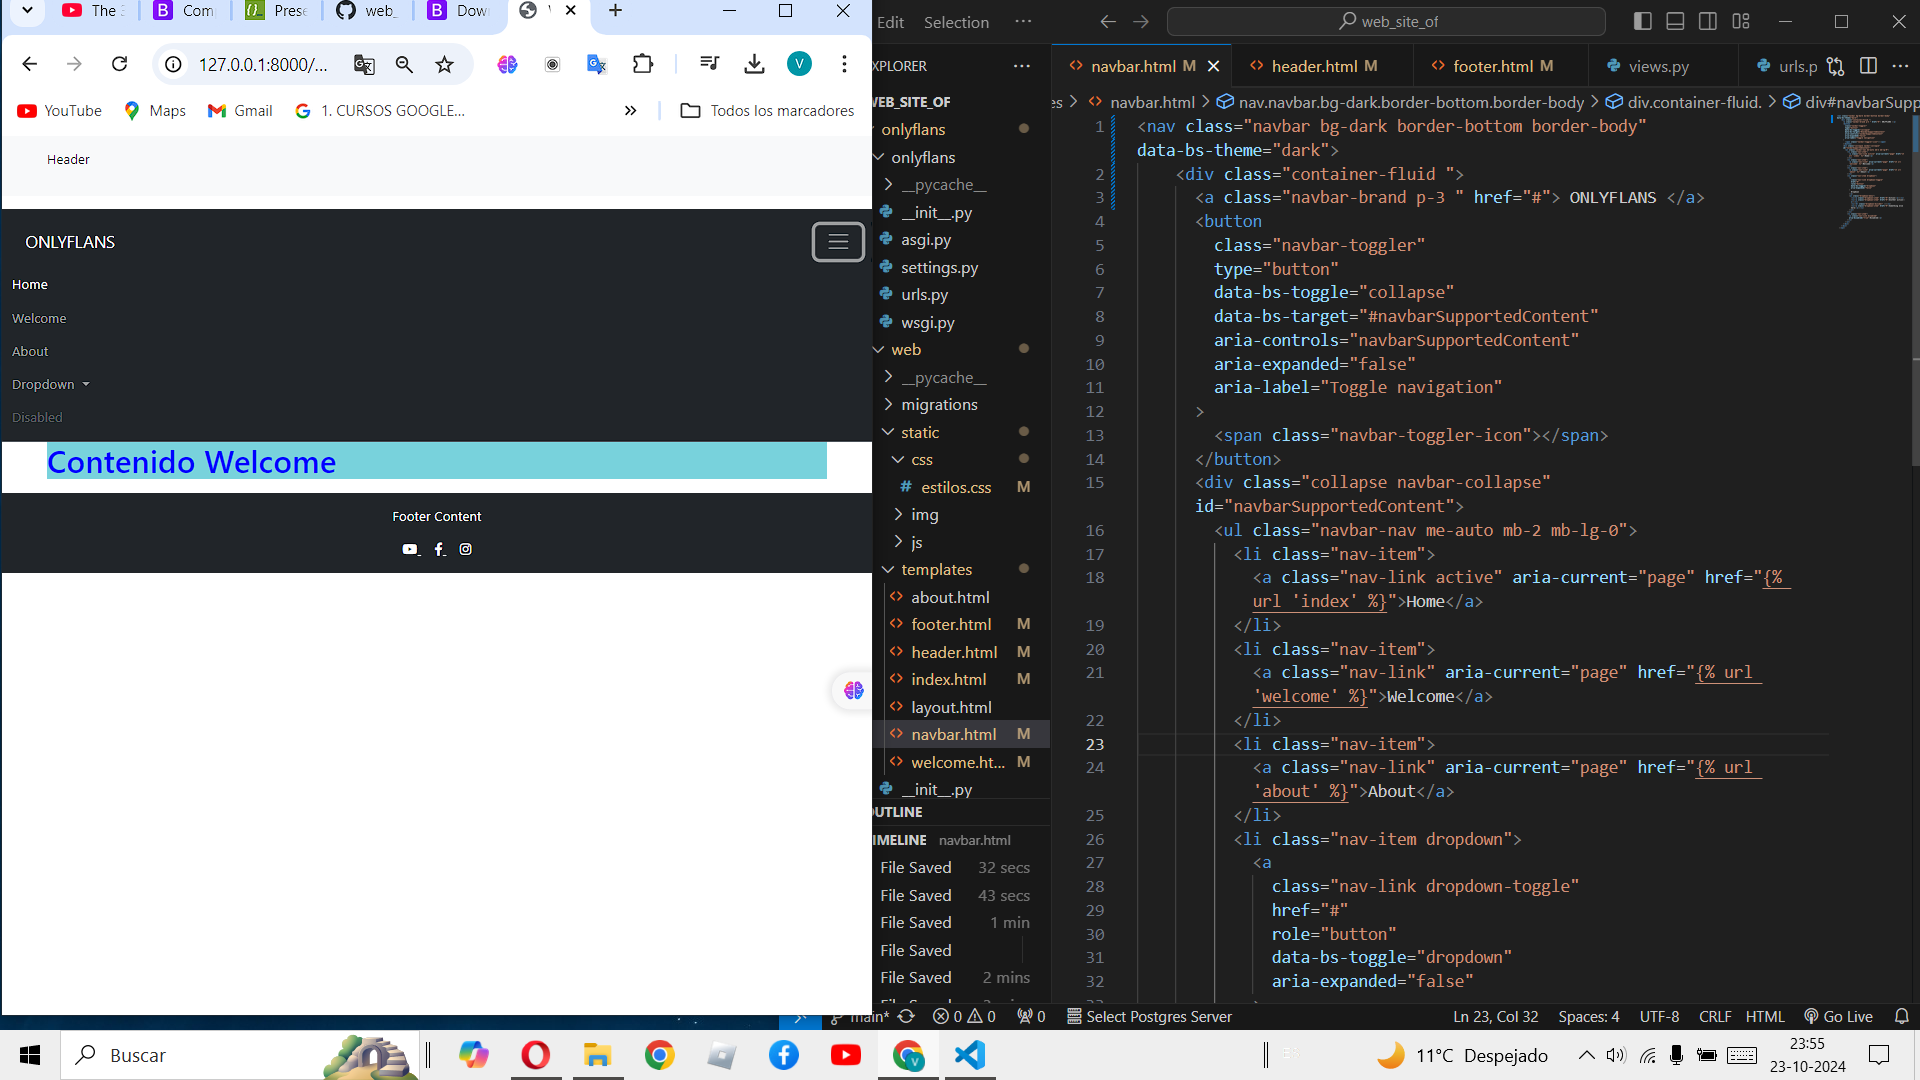 The
Com
Prese
web_
Dow
127.0.0.1:8000/...
V
YouTube
Maps
Gmail
1. CURSOS GOOGLE...
Todos los marcadores
Header
ONLYFLANS
Home
Welcome
About
Dropdown
Disabled
Contenido Welcome
Footer Content
Edit
Selection
web_site_of
XPLORER
WEB_SITE_OF
onlyflans
onlyflans
__pycache__
__init__.py
asgi.py
settings.py
urls.py
wsgi.py
web
__pycache__
migrations
static
css
# estilos.css M
img
js
templates
about.html
footer.html M
header.html M
index.html M
layout.html
navbar.html M
welcome.ht... M
__init__.py
OUTLINE
TIMELINE navbar.html
File Saved 32 secs
File Saved 43 secs
File Saved 1 min
File Saved
File Saved 2 mins
navbar.html M
header.html M
footer.html M
views.py
urls.p
es > navbar.html > nav.navbar.bg-dark.border-bottom.border-body > div.container-fluid. > div#navbarSupp
1 <nav class="navbar bg-dark border-bottom border-body"
data-bs-theme="dark">
2 <div class="container-fluid ">
3 <a class="navbar-brand p-3 " href="#"> ONLYFLANS </a>
4 <button
5 class="navbar-toggler"
6 type="button"
7 data-bs-toggle="collapse"
8 data-bs-target="#navbarSupportedContent"
9 aria-controls="navbarSupportedContent"
10 aria-expanded="false"
11 aria-label="Toggle navigation"
12 >
13 <span class="navbar-toggler-icon"></span>
14 </button>
15 <div class="collapse navbar-collapse"
id="navbarSupportedContent">
16 <ul class="navbar-nav me-auto mb-2 mb-lg-0">
17 <li class="nav-item">
18 <a class="nav-link active" aria-current="page" href="{%
url 'index' %}">Home</a>
19 </li>
20 <li class="nav-item">
21 <a class="nav-link" aria-current="page" href="{% url
'welcome' %}">Welcome</a>
22 </li>
23 <li class="nav-item">
24 <a class="nav-link" aria-current="page" href="{% url
'about' %}">About</a>
25 </li>
26 <li class="nav-item dropdown">
27 <a
28 class="nav-link dropdown-toggle"
29 href="#"
30 role="button"
31 data-bs-toggle="dropdown"
32 aria-expanded="false"
main*
0 0
0
Select Postgres Server
Ln 23, Col 32
Spaces: 4
UTF-8
CRLF
HTML
Go Live
Buscar
11°C Despejado
23:55
23-10-2024